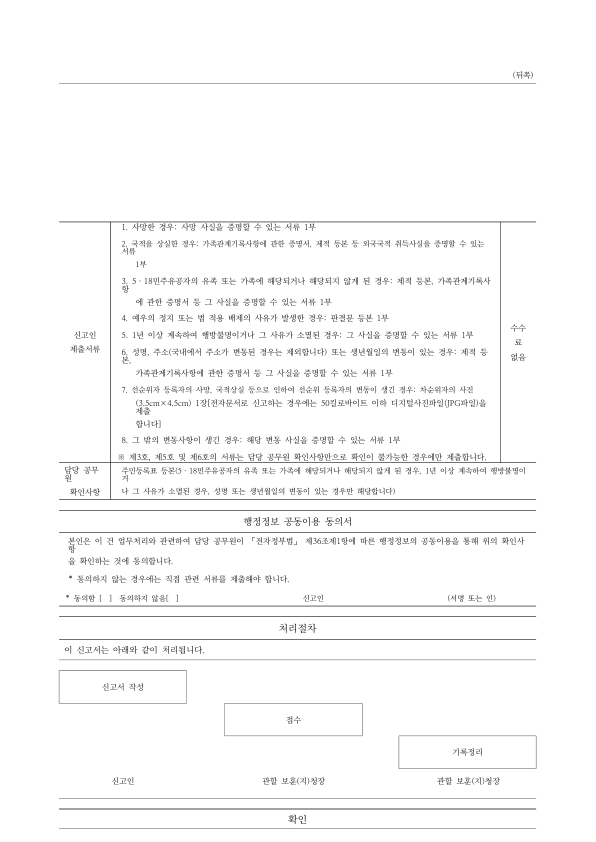 (뒤쪽)
1. 사망한 경우: 사망 사실을 증명할 수 있는 서류 1부
2. 국적을 상실한 경우: 가족관계기록사항에 관한 증명서, 제적 등본 등 외국국적 취득사실을 증명할 수 있는
서류
1부
3. 5ㆍ18민주유공자의 유족 또는 가족에 해당되거나 해당되지 않게 된 경우: 제적 등본, 가족관계기록사
항
에 관한 증명서 등 그 사실을 증명할 수 있는 서류 1부
4. 예우의 정지 또는 법 적용 배제의 사유가 발생한 경우: 판결문 등본 1부
신고인
제출서류
5. 1년 이상 계속하여 행방불명이거나 그 사유가 소멸된 경우: 그 사실을 증명할 수 있는 서류 1부
6. 성명, 주소(국내에서 주소가 변동된 경우는 제외합니다) 또는 생년월일의 변동이 있는 경우: 제적 등
본,
가족관계기록사항에 관한 증명서 등 그 사실을 증명할 수 있는 서류 1부
수수
료
없음
7. 선순위자 등록자의 사망, 국적상실 등으로 인하여 선순위 등록자의 변동이 생긴 경우: 차순위자의 사진
(3.5cm×4.5cm) 1장[전자문서로 신고하는 경우에는 50킬로바이트 이하 디지털사진파일(JPG파일)을
제출
합니다]
8. 그 밖의 변동사항이 생긴 경우: 해당 변동 사실을 증명할 수 있는 서류 1부
※ 제3호, 제5호 및 제6호의 서류는 담당 공무원 확인사항만으로 확인이 불가능한 경우에만 제출합니다.
담당 공무
원
확인사항
주민등록표 등본(5ㆍ18민주유공자의 유족 또는 가족에 해당되거나 해당되지 않게 된 경우, 1년 이상 계속하여 행방불명이
거
나 그 사유가 소멸된 경우, 성명 또는 생년월일의 변동이 있는 경우만 해당합니다)
행정정보 공동이용 동의서
본인은 이 건 업무처리와 관련하여 담당 공무원이 「전자정부법」 제36조제1항에 따른 행정정보의 공동이용을 통해 위의 확인사
항
을 확인하는 것에 동의합니다.
* 동의하지 않는 경우에는 직접 관련 서류를 제출해야 합니다.
* 동의함 [ ] 동의하지 않음[ ] 신고인 (서명 또는 인)
처리절차
이 신고서는 아래와 같이 처리됩니다.
신고서 작성
접수
기록정리
신고인 관할 보훈(지)청장 관할 보훈(지)청장
확인